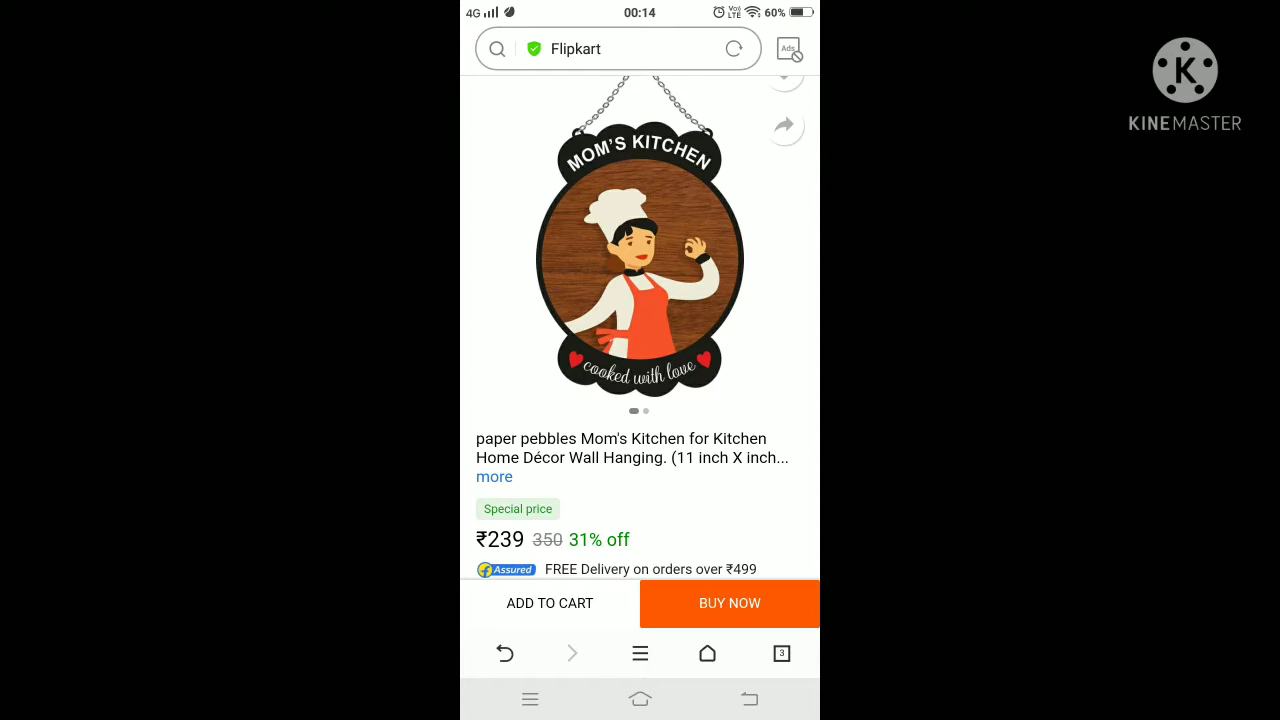 4G 00:14 Vo) LTE 60%
Flipkart
Ads
K
KINEMASTER
MOM'S KITCHEN
cooked with love
paper pebbles Mom's Kitchen for Kitchen
Home Décor Wall Hanging. (11 inch X inch...
more
Special price
₹239 350 31% off
f Assured FREE Delivery on orders over ₹499
ADD TO CART BUY NOW
3